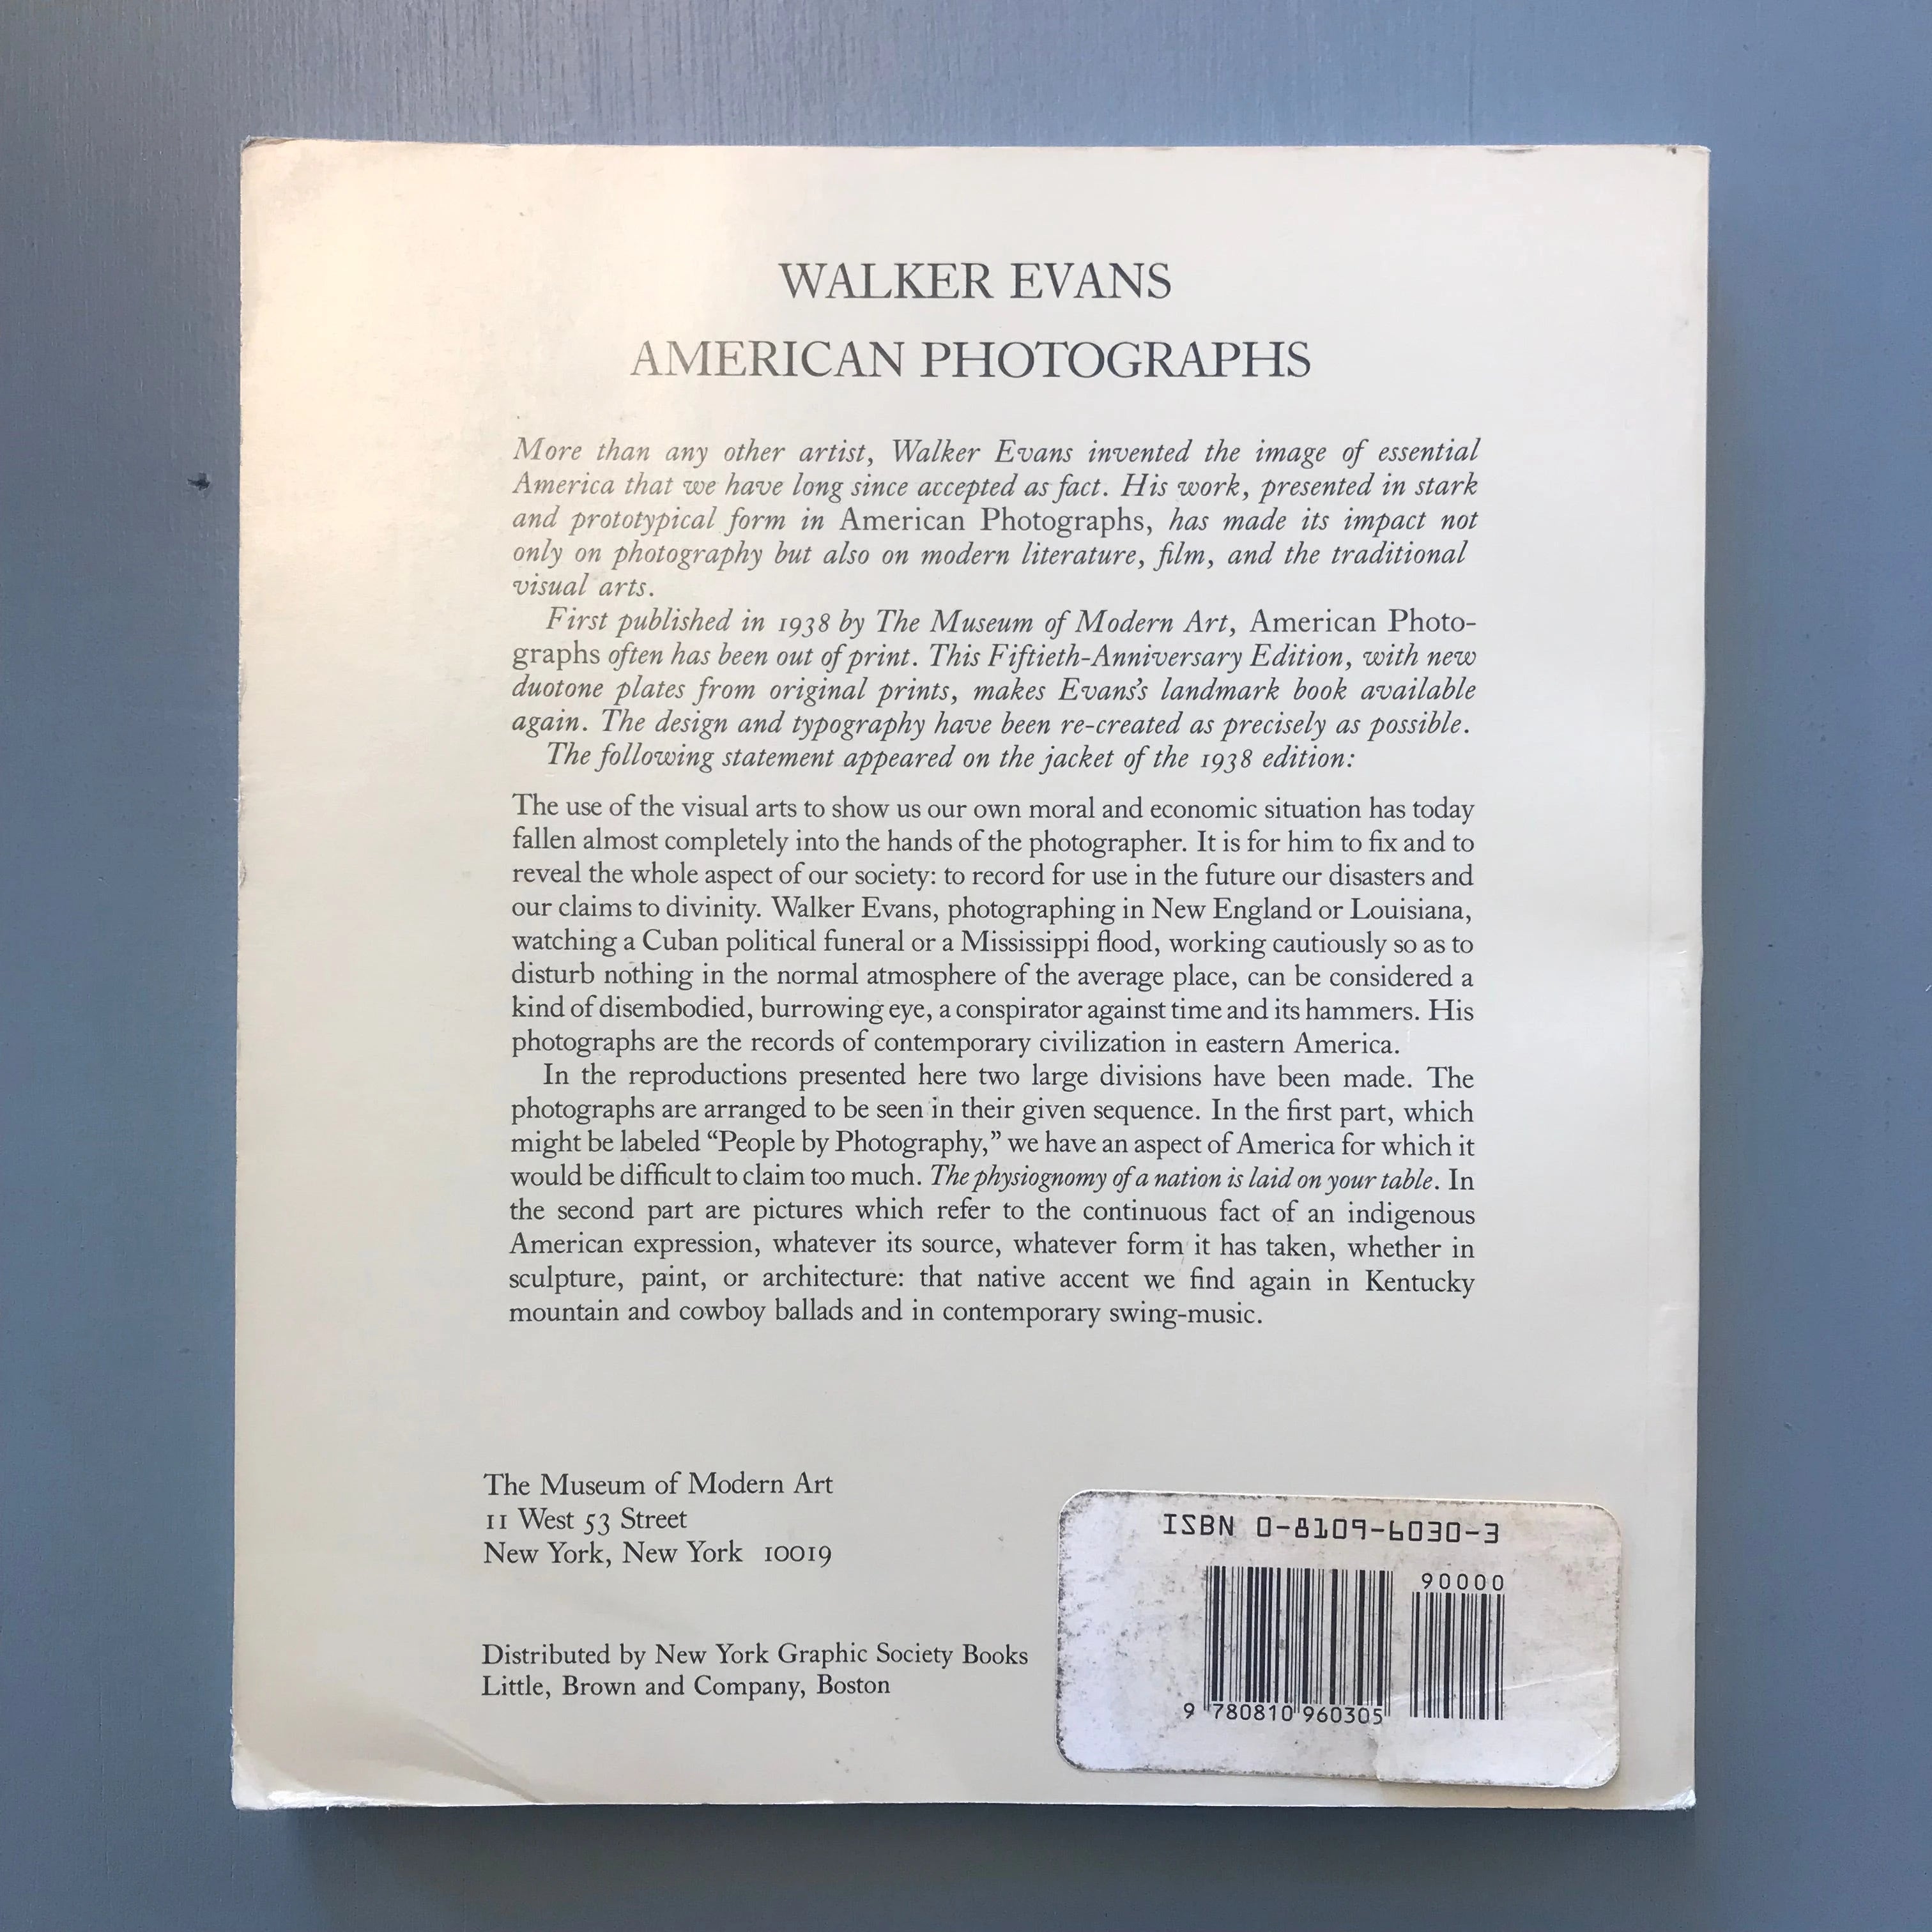 WALKER EVANS
AMERICAN PHOTOGRAPHS
More than any other artist, Walker Evans invented the image of essential
America that we have long since accepted as fact. His work, presented in stark
and prototypical form in American Photographs, has made its impact not
only on photography but also on modern literature, film, and the traditional
visual arts.
First published in 1938 by The Museum of Modern Art, American Photo-
graphs often has been out of print. This Fiftieth-Anniversary Edition, with new
duotone plates from original prints, makes Evans's landmark book available
again. The design and typography have been re-created as precisely as possible.
The following statement appeared on the jacket of the 1938 edition:
The use of the visual arts to show us our own moral and economic situation has today
fallen almost completely into the hands of the photographer. It is for him to fix and to
reveal the whole aspect of our society: to record for use in the future our disasters and
our claims to divinity. Walker Evans, photographing in New England or Louisiana,
watching a Cuban political funeral or a Mississippi flood, working cautiously so as to
disturb nothing in the normal atmosphere of the average place, can be considered a
kind of disembodied, burrowing eye, a conspirator against time and its hammers. His
photographs are the records of contemporary civilization in eastern America.
In the reproductions presented here two large divisions have been made. The
photographs are arranged to be seen in their given sequence. In the first part, which
might be labeled “People by Photography,” we have an aspect of America for which it
would be difficult to claim too much. The physiognomy of a nation is laid on your table. In
the second part are pictures which refer to the continuous fact of an indigenous
American expression, whatever its source, whatever form it has taken, whether in
sculpture, paint, or architecture: that native accent we find again in Kentucky
mountain and cowboy ballads and in contemporary swing-music.
The Museum of Modern Art
11 West 53 Street
New York, New York 10019
Distributed by New York Graphic Society Books
Little, Brown and Company, Boston
ISBN 0-8109-6030-3
90000
9 780810 960305